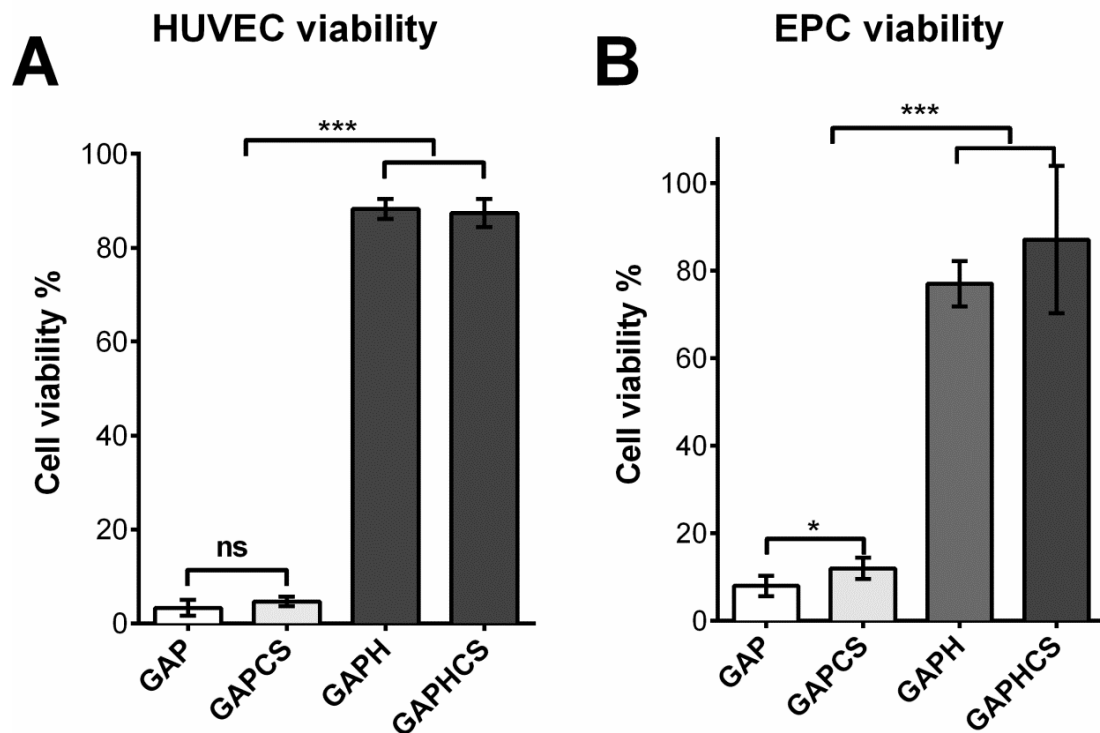 A
HUVEC viability
***
100
80
60
40
20
0
Cell viability %
ns
GAP
GAPCS
GAPH
GAPHCS
B
EPC viability
***
100
80
60
40
20
0
Cell viability %
*
GAP
GAPCS
GAPH
GAPHCS